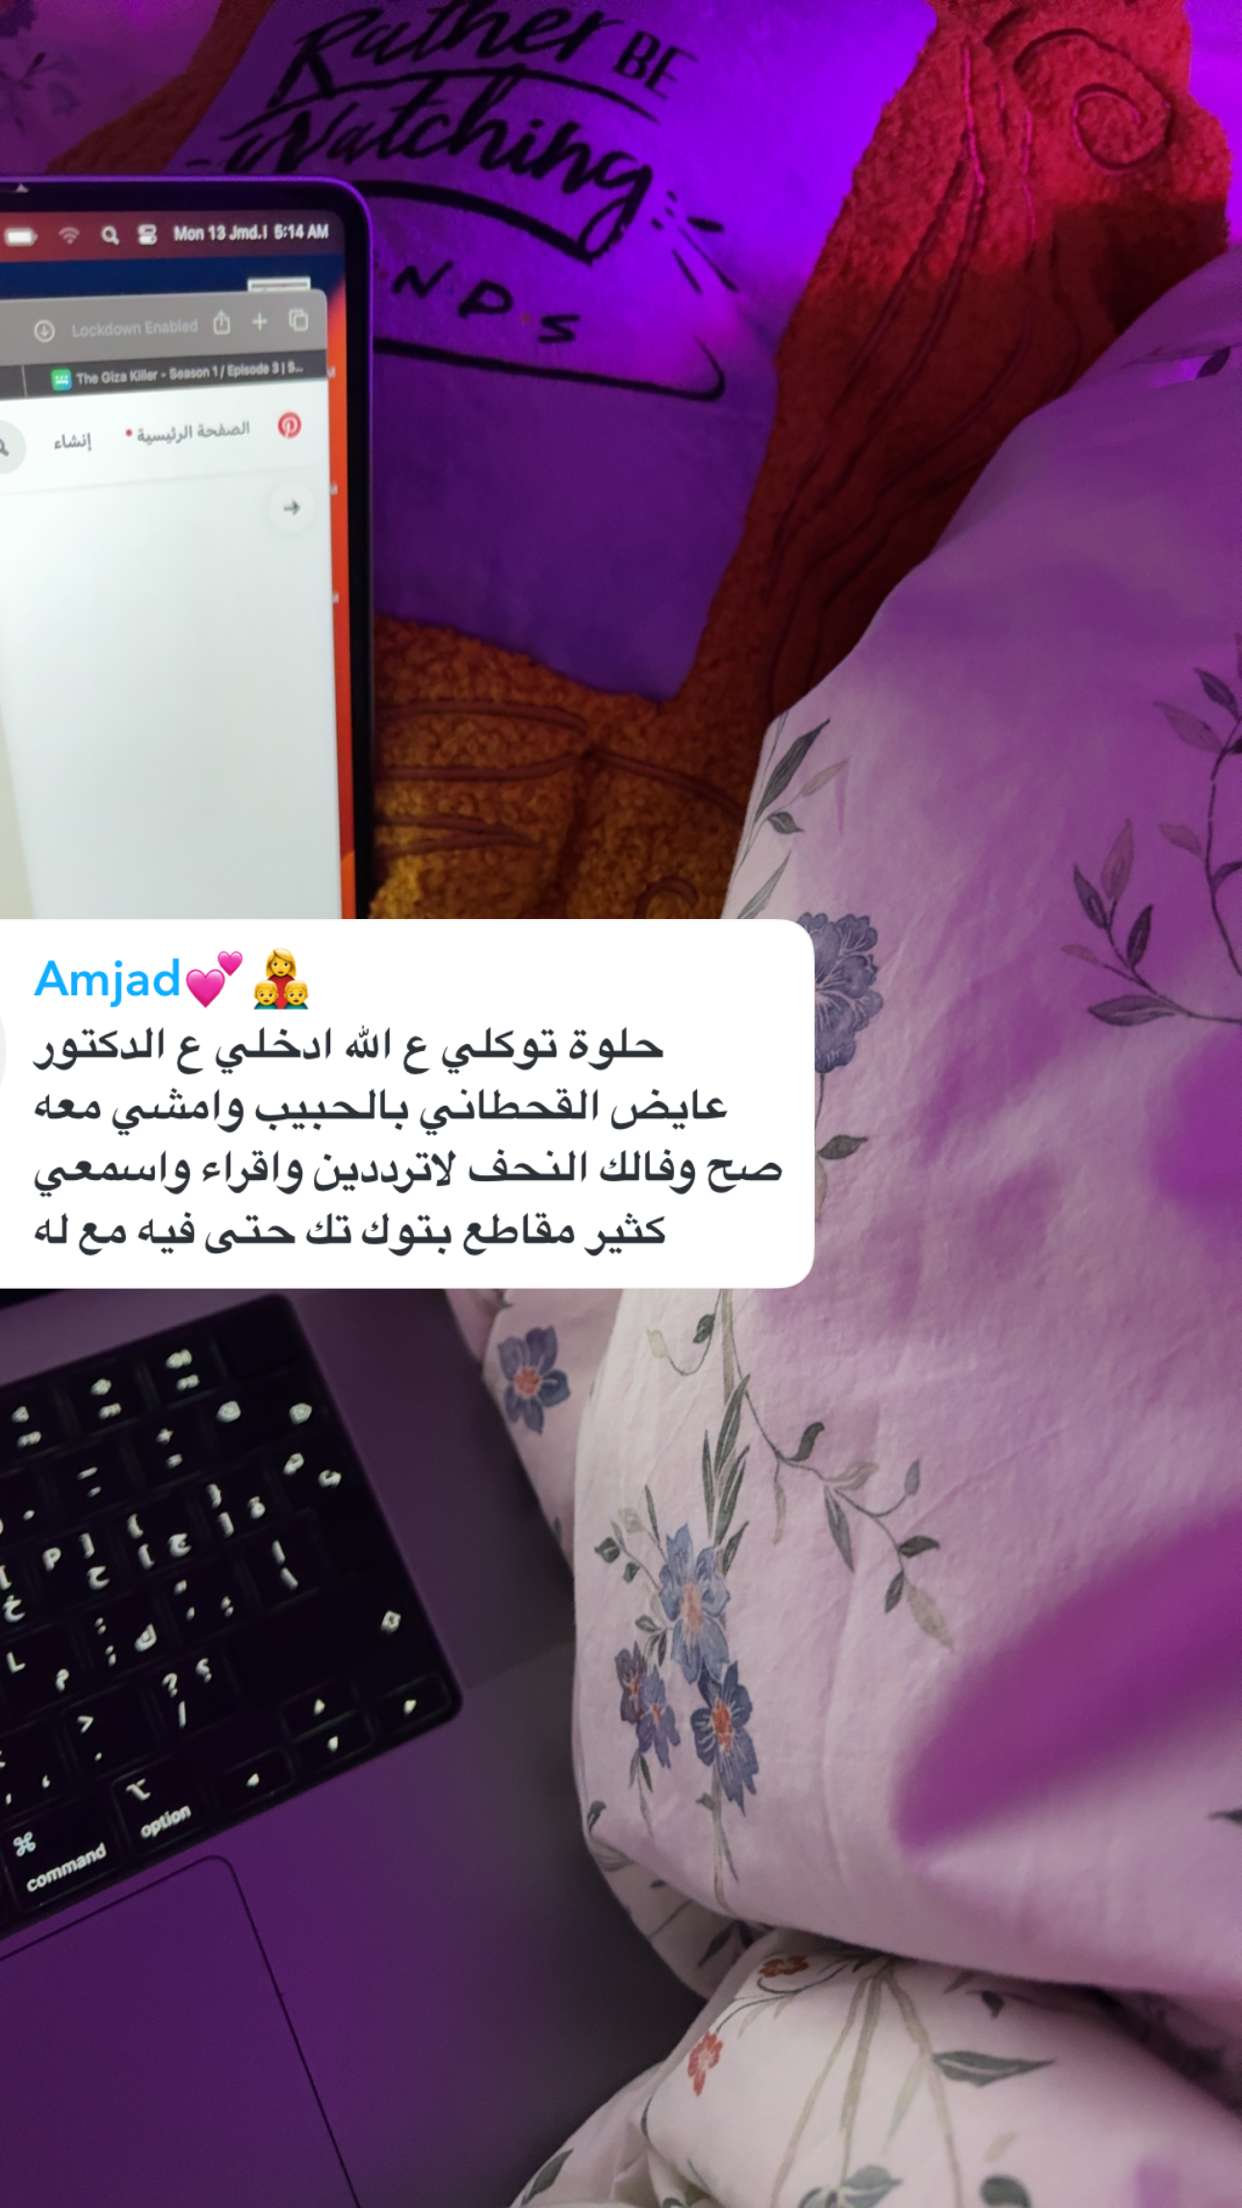 Rather BE
Watching
N D S
Mon 13 Jmd.I 5:14 AM
Lockdown Enabled
The Giza Killer - Season 1 / Episode 3 | S...
الصفحة الرئيسية
إنشاء
Amjad💕👩‍👦‍👦
حلوة توكلي ع الله ادخلي ع الدكتور
عايض القحطاني بالحبيب وامشي معه
صح وفالك النحف لاترددين واقراء واسمعي
كثير مقاطع بتوك تك حتى فيه مع له
P ] ح
} ة
L م
: ; ك
؟ ? /
> .
⌥
option
⌘
command